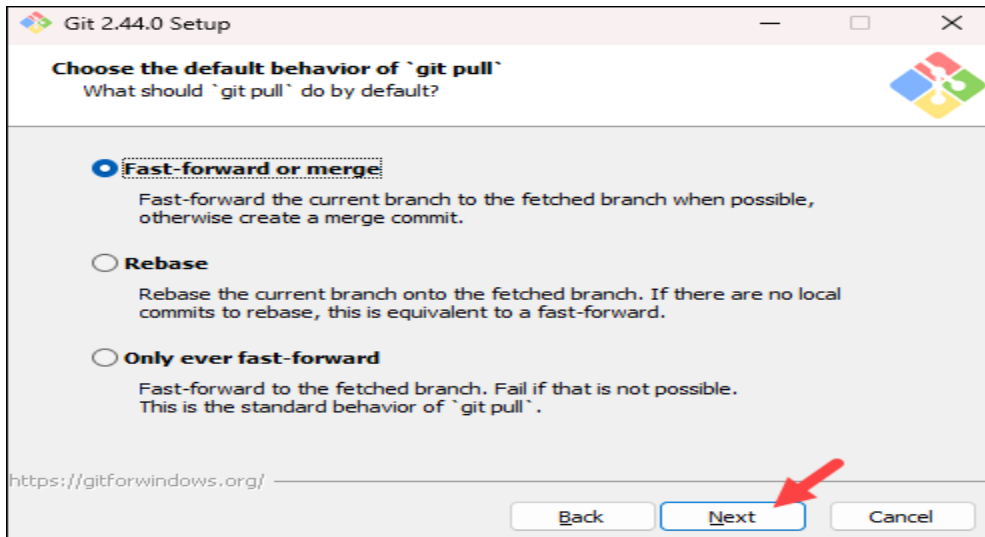 Git 2.44.0 Setup
Choose the default behavior of `git pull`
What should `git pull` do by default?
Fast-forward or merge
Fast-forward the current branch to the fetched branch when possible,
otherwise create a merge commit.
Rebase
Rebase the current branch onto the fetched branch. If there are no local
commits to rebase, this is equivalent to a fast-forward.
Only ever fast-forward
Fast-forward to the fetched branch. Fail if that is not possible.
This is the standard behavior of `git pull`.
https://gitforwindows.org/
Back Next Cancel